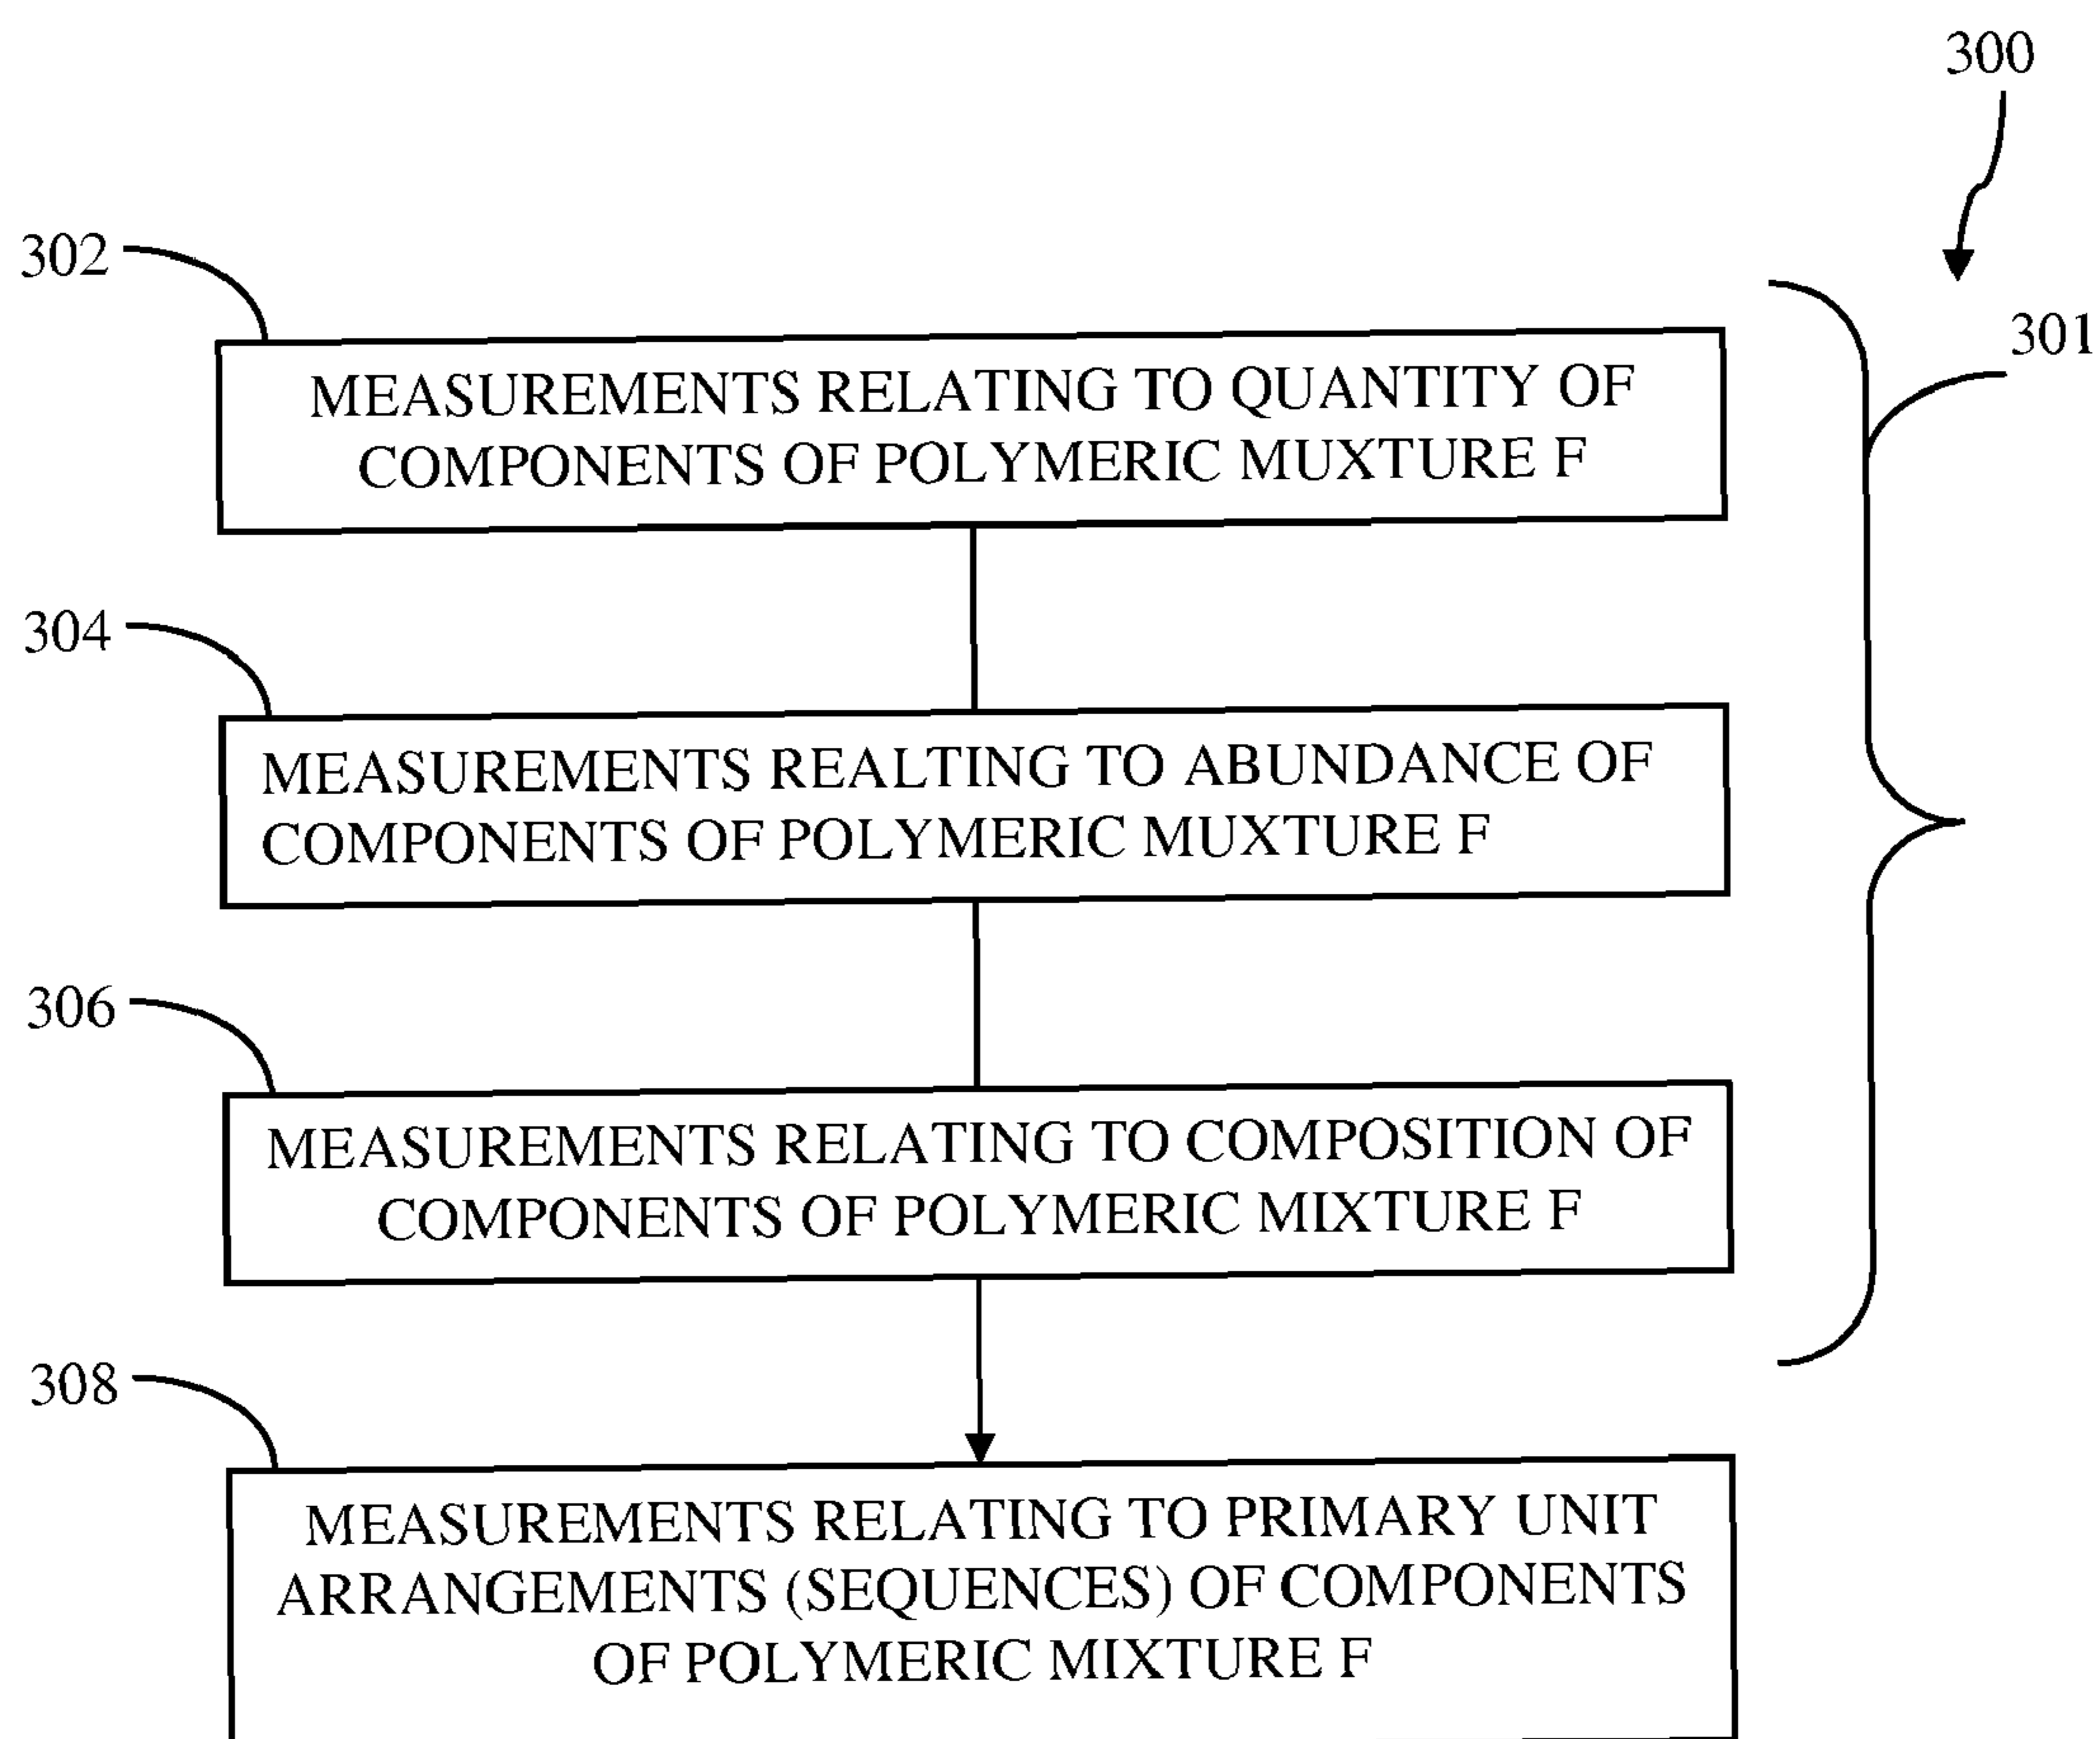 300
301
302
MEASUREMENTS RELATING TO QUANTITY OF
COMPONENTS OF POLYMERIC MUXTURE F
304
MEASUREMENTS REALTING TO ABUNDANCE OF
COMPONENTS OF POLYMERIC MUXTURE F
306
MEASUREMENTS RELATING TO COMPOSITION OF
COMPONENTS OF POLYMERIC MIXTURE F
308
MEASUREMENTS RELATING TO PRIMARY UNIT
ARRANGEMENTS (SEQUENCES) OF COMPONENTS
OF POLYMERIC MIXTURE F